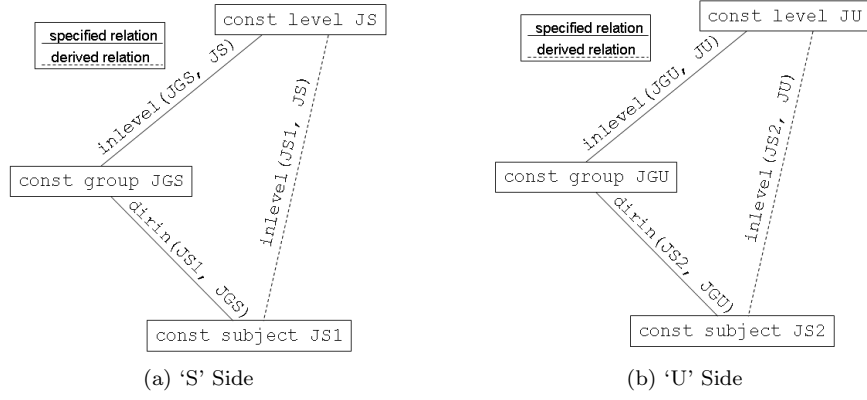 const level JS
specified relation
derived relation
inlevel(JGS, JS)
inlevel(JS1, JS)
const group JGS
dirin(JS1, JGS)
const subject JS1
(a) ‘S’ Side
const level JU
specified relation
derived relation
inlevel(JGU, JU)
inlevel(JS2, JU)
const group JGU
dirin(JS2, JGU)
const subject JS2
(b) ‘U’ Side